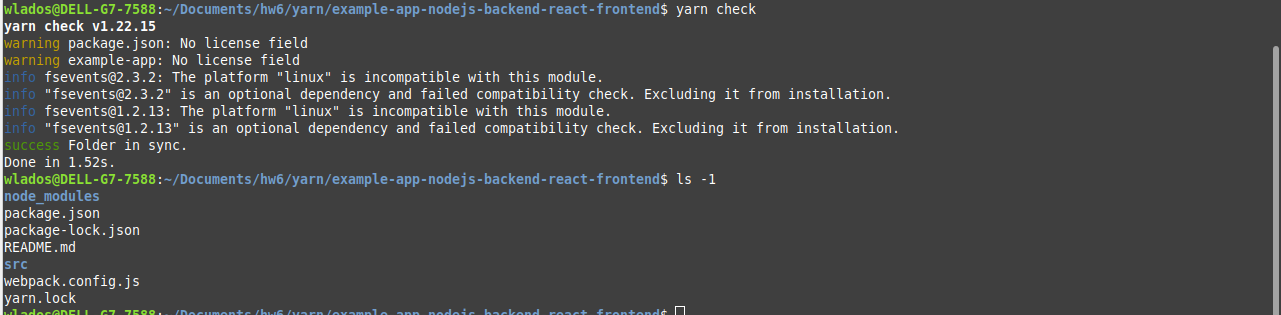 wlados@DELL-G7-7588:~/Documents/hw6/yarn/example-app-nodejs-backend-react-frontend$ yarn check
yarn check v1.22.15
warning package.json: No license field
warning example-app: No license field
info fsevents@2.3.2: The platform "linux" is incompatible with this module.
info "fsevents@2.3.2" is an optional dependency and failed compatibility check. Excluding it from installation.
info fsevents@1.2.13: The platform "linux" is incompatible with this module.
info "fsevents@1.2.13" is an optional dependency and failed compatibility check. Excluding it from installation.
success Folder in sync.
Done in 1.52s.
wlados@DELL-G7-7588:~/Documents/hw6/yarn/example-app-nodejs-backend-react-frontend$ ls -1
node_modules
package.json
package-lock.json
README.md
src
webpack.config.js
yarn.lock
wlados@DELL-G7-7588:~/Documents/hw6/yarn/example-app-nodejs-backend-react-frontend$